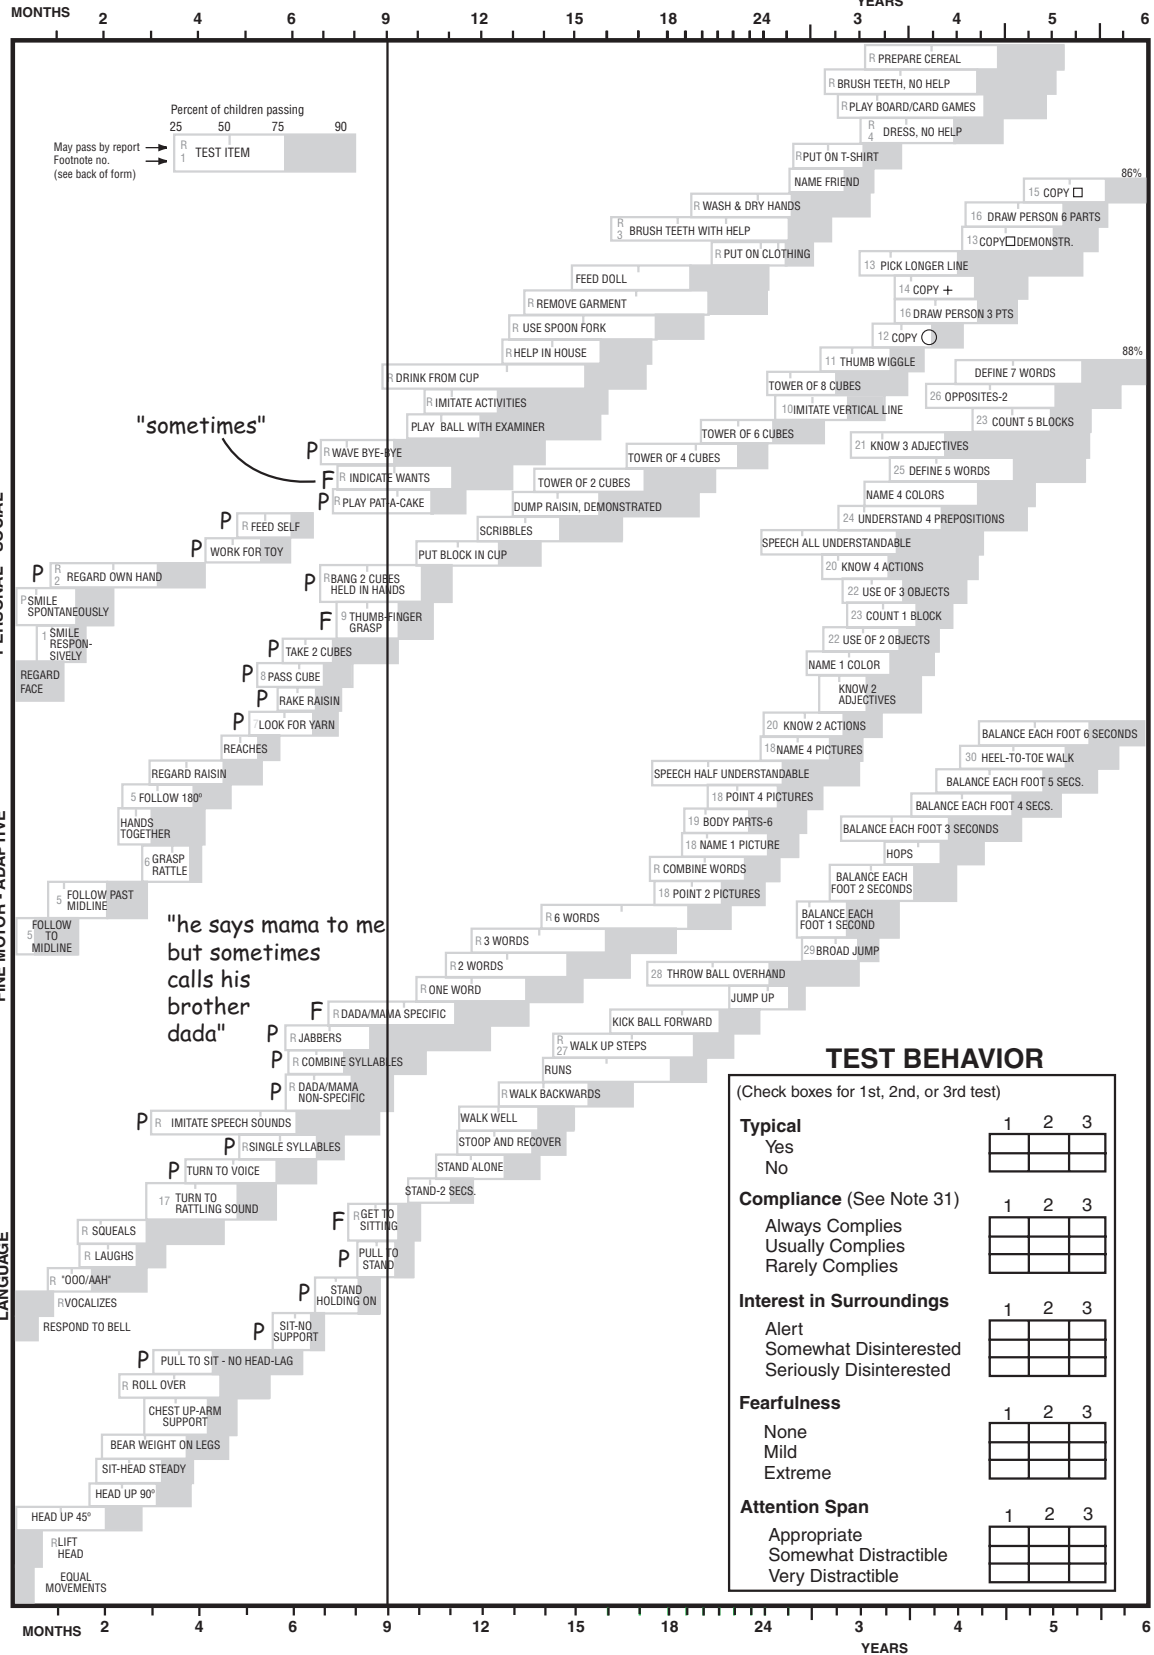 MONTHS 2 4 6 9 12 15 18 24 3 YEARS 4 5 6
Percent of children passing
25 50 75 90
May pass by report
Footnote no.
(see back of form)
R
1
TEST ITEM
R PREPARE CEREAL
R BRUSH TEETH, NO HELP
R PLAY BOARD/CARD GAMES
R
4
DRESS, NO HELP
R PUT ON T-SHIRT
NAME FRIEND
86%
15 COPY □
R WASH & DRY HANDS
16 DRAW PERSON 6 PARTS
R
3
BRUSH TEETH WITH HELP
13 COPY □ DEMONSTR.
R PUT ON CLOTHING
13 PICK LONGER LINE
FEED DOLL
14 COPY +
R REMOVE GARMENT
16 DRAW PERSON 3 PTS
R USE SPOON FORK
12 COPY ○
R HELP IN HOUSE
11 THUMB WIGGLE
88%
DEFINE 7 WORDS
R DRINK FROM CUP
TOWER OF 8 CUBES
26 OPPOSITES-2
R IMITATE ACTIVITIES
10 IMITATE VERTICAL LINE
23 COUNT 5 BLOCKS
"sometimes"
PLAY BALL WITH EXAMINER
TOWER OF 6 CUBES
21 KNOW 3 ADJECTIVES
P R WAVE BYE-BYE
TOWER OF 4 CUBES
25 DEFINE 5 WORDS
F R INDICATE WANTS
TOWER OF 2 CUBES
NAME 4 COLORS
P R PLAY PAT-A-CAKE
DUMP RAISIN, DEMONSTRATED
24 UNDERSTAND 4 PREPOSITIONS
P R FEED SELF
SCRIBBLES
SPEECH ALL UNDERSTANDABLE
P WORK FOR TOY
PUT BLOCK IN CUP
20 KNOW 4 ACTIONS
P R
2
REGARD OWN HAND
P R BANG 2 CUBES
HELD IN HANDS
22 USE OF 3 OBJECTS
P SMILE
SPONTANEOUSLY
F 9 THUMB-FINGER
GRASP
23 COUNT 1 BLOCK
1 SMILE
RESPON-
SIVELY
P TAKE 2 CUBES
22 USE OF 2 OBJECTS
REGARD
FACE
P 8 PASS CUBE
NAME 1 COLOR
P RAKE RAISIN
KNOW 2
ADJECTIVES
P 7 LOOK FOR YARN
20 KNOW 2 ACTIONS
BALANCE EACH FOOT 6 SECONDS
REACHES
18 NAME 4 PICTURES
30 HEEL-TO-TOE WALK
REGARD RAISIN
SPEECH HALF UNDERSTANDABLE
BALANCE EACH FOOT 5 SECS.
5 FOLLOW 180º
18 POINT 4 PICTURES
BALANCE EACH FOOT 4 SECS.
HANDS
TOGETHER
19 BODY PARTS-6
BALANCE EACH FOOT 3 SECONDS
6 GRASP
RATTLE
18 NAME 1 PICTURE
HOPS
R COMBINE WORDS
BALANCE EACH
FOOT 2 SECONDS
5 FOLLOW PAST
MIDLINE
18 POINT 2 PICTURES
5 FOLLOW
TO
MIDLINE
R 6 WORDS
BALANCE EACH
FOOT 1 SECOND
"he says mama to me
but sometimes
calls his
brother
dada"
R 3 WORDS
29 BROAD JUMP
R 2 WORDS
28 THROW BALL OVERHAND
R ONE WORD
JUMP UP
F R DADA/MAMA SPECIFIC
KICK BALL FORWARD
P R JABBERS
R
27
WALK UP STEPS
P R COMBINE SYLLABLES
RUNS
P R DADA/MAMA
NON-SPECIFIC
R WALK BACKWARDS
P R IMITATE SPEECH SOUNDS
WALK WELL
P R SINGLE SYLLABLES
STOOP AND RECOVER
P TURN TO VOICE
STAND ALONE
17 TURN TO
RATTLING SOUND
STAND-2 SECS.
R SQUEALS
F R GET TO
SITTING
R LAUGHS
P PULL TO
STAND
R "OOO/AAH"
P STAND
HOLDING ON
R VOCALIZES
RESPOND TO BELL
P SIT-NO
SUPPORT
P PULL TO SIT - NO HEAD-LAG
R ROLL OVER
CHEST UP-ARM
SUPPORT
BEAR WEIGHT ON LEGS
SIT-HEAD STEADY
HEAD UP 90º
HEAD UP 45º
R LIFT
HEAD
EQUAL
MOVEMENTS
FINE MOTOR - ADAPTIVE
LANGUAGE
TEST BEHAVIOR
(Check boxes for 1st, 2nd, or 3rd test)
Typical 1 2 3
Yes
No
Compliance (See Note 31) 1 2 3
Always Complies
Usually Complies
Rarely Complies
Interest in Surroundings 1 2 3
Alert
Somewhat Disinterested
Seriously Disinterested
Fearfulness 1 2 3
None
Mild
Extreme
Attention Span 1 2 3
Appropriate
Somewhat Distractible
Very Distractible
MONTHS 2 4 6 9 12 15 18 24 3 4 5 6
YEARS